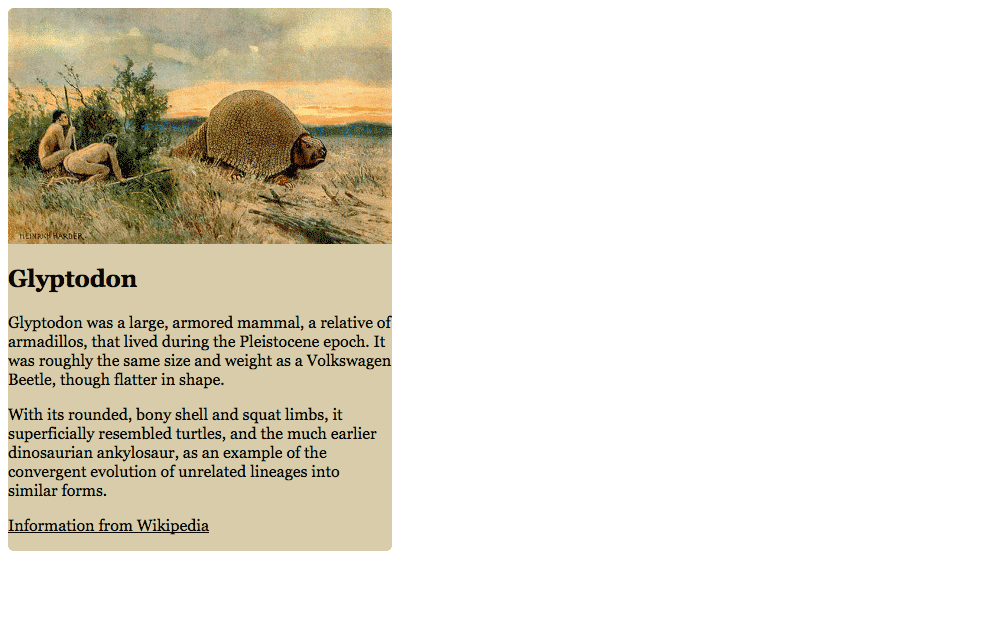 HEINRICH HARDER.
Glyptodon
Glyptodon was a large, armored mammal, a relative of
armadillos, that lived during the Pleistocene epoch. It
was roughly the same size and weight as a Volkswagen
Beetle, though flatter in shape.
With its rounded, bony shell and squat limbs, it
superficially resembled turtles, and the much earlier
dinosaurian ankylosaur, as an example of the
convergent evolution of unrelated lineages into
similar forms.
Information from Wikipedia